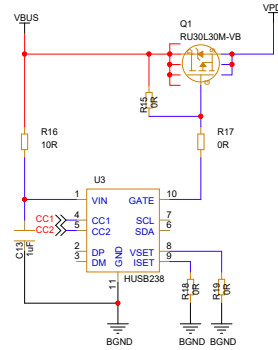 VBUS
Q1
VPD
RU30L30M-VB
R15
0R
R16
10R
R17
0R
U3
1
VIN
GATE
10
CC1
4
CC1
SCL
7
CC2
5
CC2
SDA
6
2
DP
VSET
8
3
DM
ISET
9
GND
11
HUSB238
C13
1uF
R18
0R
R19
0R
BGND
BGND
BGND